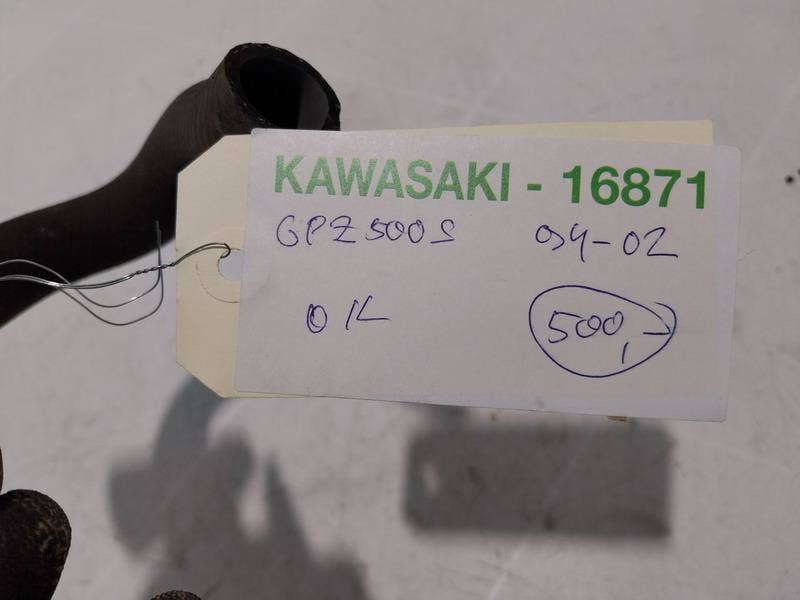 KAWASAKI - 16871
GPZ500S 94-02
OK 500,-